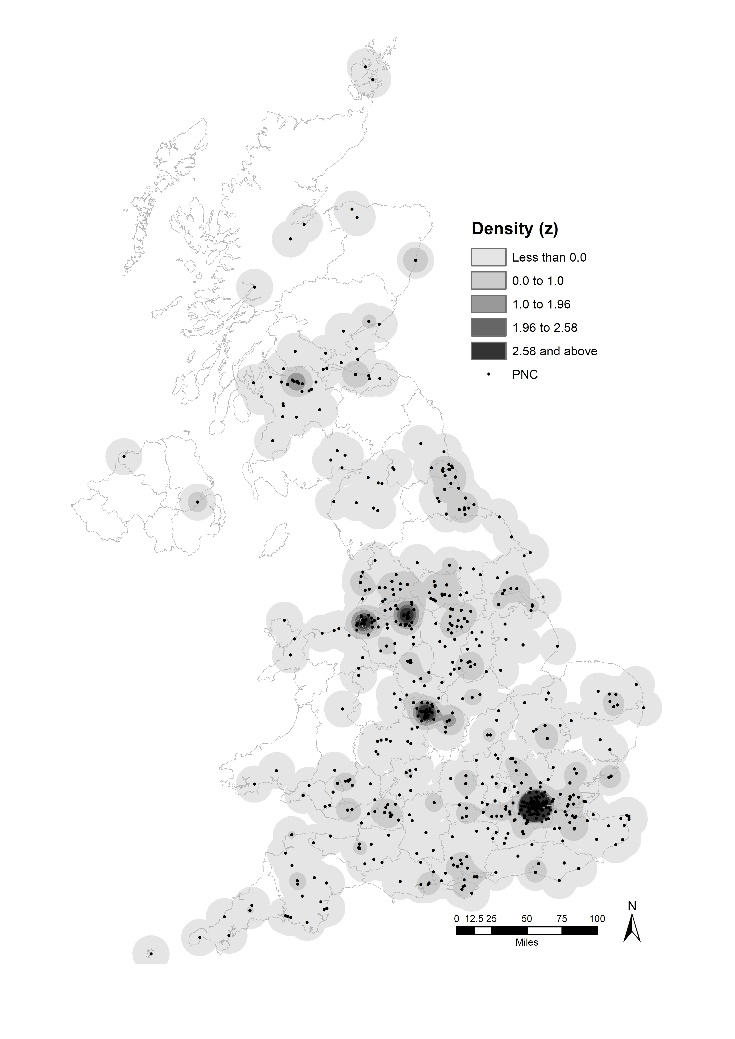 Density (z)
Less than 0.0
0.0 to 1.0
1.0 to 1.96
1.96 to 2.58
2.58 and above
PNC
N
0 12.5 25 50 75 100
Miles